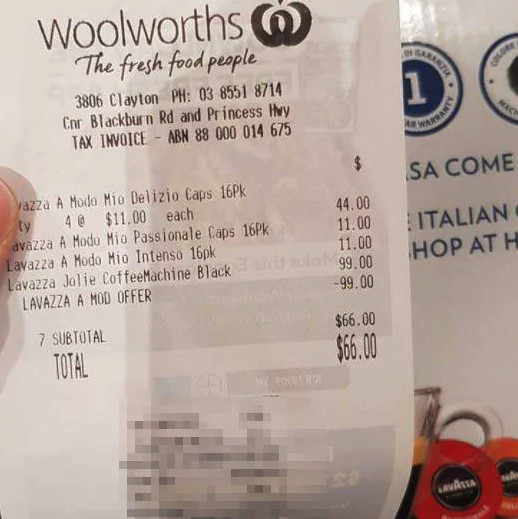 Woolworths
The fresh food people
3806 Clayton PH: 03 8551 8714
Cnr Blackburn Rd and Princess Hwy
TAX INVOICE - ABN 88 000 014 675
$
vazza A Modo Mio Delizio Caps 16Pk 44.00
ty 4 @ $11.00 each
avazza A Modo Mio Passionale Caps 16Pk 11.00
Lavazza A Modo Mio Intenso 16pk 11.00
Lavazza Jolie CoffeeMachine Black 99.00
LAVAZZA A MOD OFFER -99.00
7 SUBTOTAL $66.00
TOTAL $66.00
1
SA COME
ITALIAN
HOP AT H
LAVAZZA